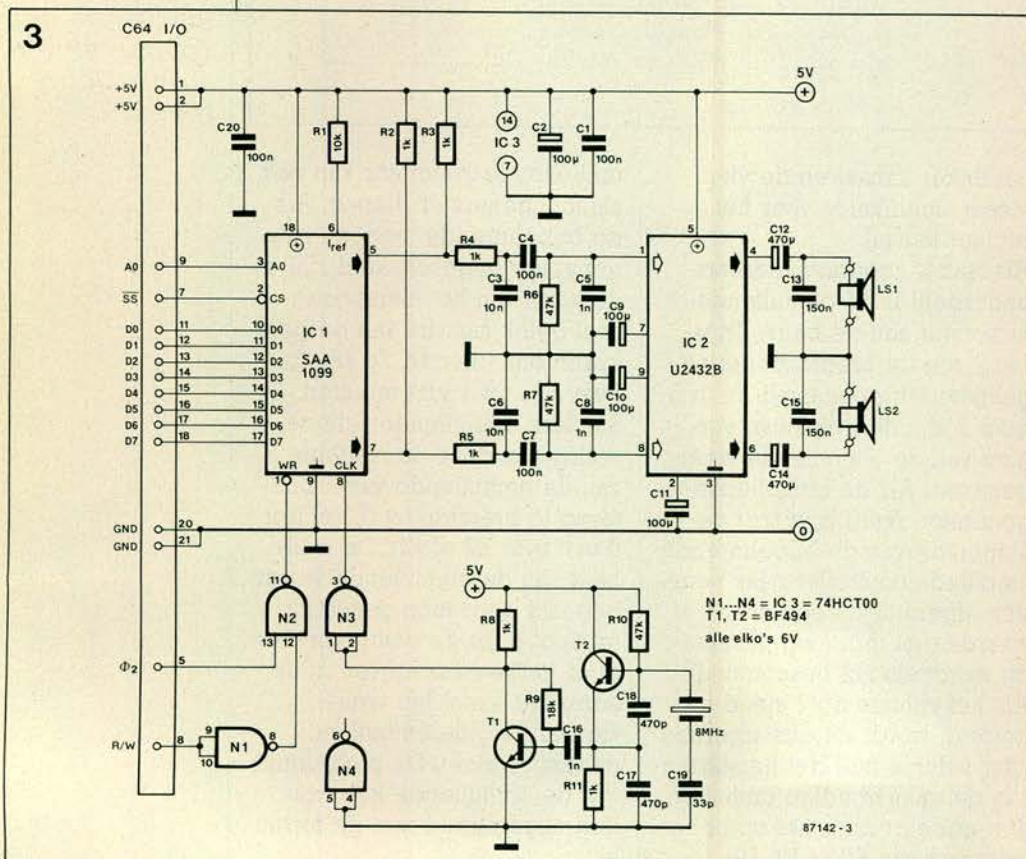 3
C64 I/O
+5V 1
+5V 2
5V
+
C20
100n
R1
10k
R2
1k
R3
1k
14
IC 3
7
C2
100µ
C1
100n
A0 9
SS 7
D0 11
D1 12
D2 13
D3 14
D4 15
D5 16
D6 17
D7 18
18
6
+
Iref
3 A0
2 CS
10 D0
11 D1
12 D2
13 D3
14 D4
15 D5
16 D6
17 D7
IC 1
SAA
1099
5
7
WR
CLK
1
9
8
R4
1k
C4
100n
C3
10n
R6
47k
C5
1n
C9
100µ
C6
10n
R7
47k
C8
1n
C10
100µ
R5
1k
C7
100n
1
7
9
8
5
+
IC 2
U2432B
4
6
2
3
C11
100µ
C12
470µ
C13
150n
LS1
C15
150n
LS2
C14
470µ
0
GND 20
GND 21
11
N2
13
12
3
N3
1
2
Φ2 5
R/W 8
9
10
N1
8
6
N4
5
4
5V
+
R8
1k
T2
R10
47k
R9
18k
T1
C16
1n
C18
470p
8MHz
R11
1k
C17
470p
C19
33p
N1...N4 = IC 3 = 74HCT00
T1, T2 = BF494
alle elko's 6V
87142 - 3